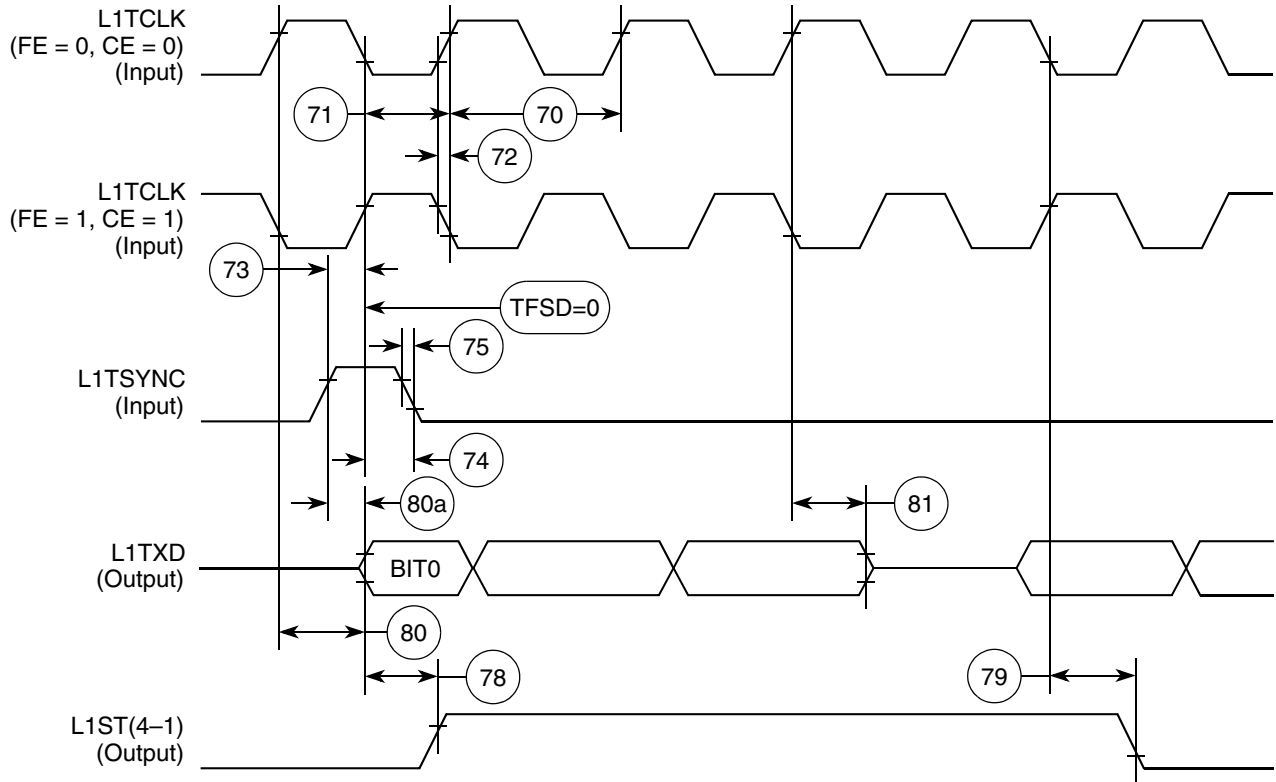 L1TCLK
(FE = 0, CE = 0)
(Input)
71
70
72
L1TCLK
(FE = 1, CE = 1)
(Input)
73
TFSD=0
75
L1TSYNC
(Input)
74
80a
81
L1TXD
(Output)
BIT0
80
78
79
L1ST(4–1)
(Output)